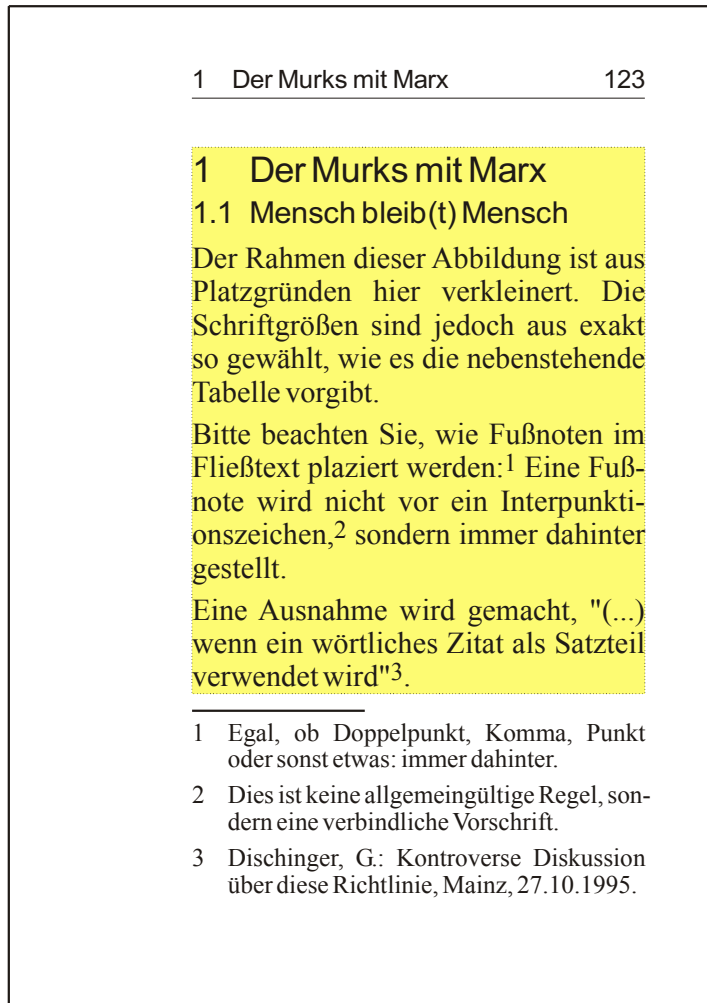 1 Der Murks mit Marx 123
1 Der Murks mit Marx
1.1 Mensch bleib(t) Mensch
Der Rahmen dieser Abbildung ist aus
Platzgründen hier verkleinert. Die
Schriftgrößen sind jedoch aus exakt
so gewählt, wie es die nebenstehende
Tabelle vorgibt.
Bitte beachten Sie, wie Fußnoten im
Fließtext plaziert werden:1 Eine Fuß-
note wird nicht vor ein Interpunkti-
onszeichen,2 sondern immer dahinter
gestellt.
Eine Ausnahme wird gemacht, "(...)
wenn ein wörtliches Zitat als Satzteil
verwendet wird"3.
1 Egal, ob Doppelpunkt, Komma, Punkt
oder sonst etwas: immer dahinter.
2 Dies ist keine allgemeingültige Regel, son-
dern eine verbindliche Vorschrift.
3 Dischinger, G.: Kontroverse Diskussion
über diese Richtlinie, Mainz, 27.10.1995.